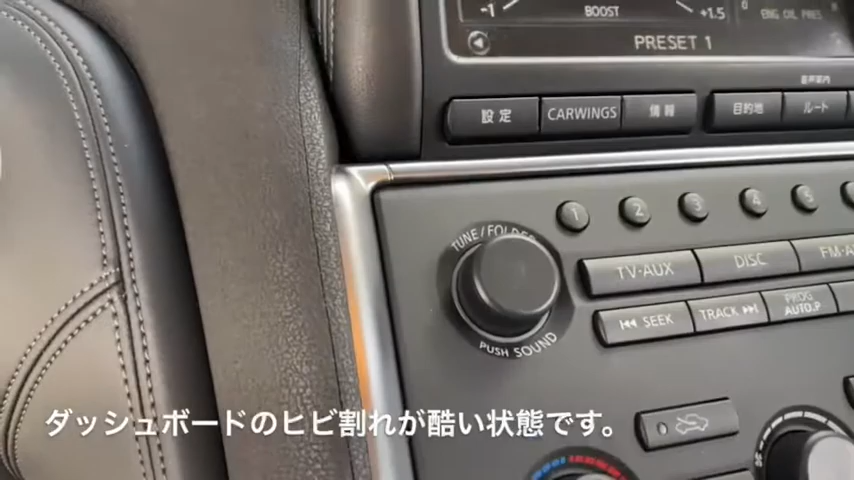 -1
BOOST
+1.5
0
ENG OIL PRES
PRESET 1
音声案内
設定
CARWINGS
情報
目的地
ルート
1
2
3
4
5
TUNE/FOLDER
PUSH SOUND
TV·AUX
DISC
FM·A
SEEK
TRACK
PROG
AUTO.P
ダッシュボードのヒビ割れが酷い状態です。